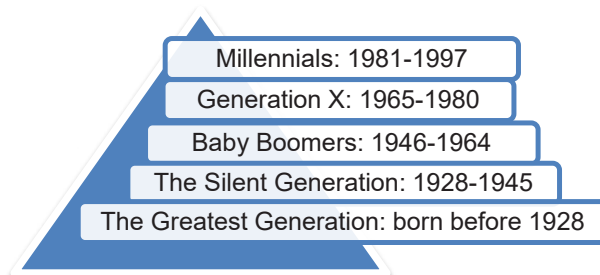 Millennials: 1981-1997
Generation X: 1965-1980
Baby Boomers: 1946-1964
The Silent Generation: 1928-1945
The Greatest Generation: born before 1928